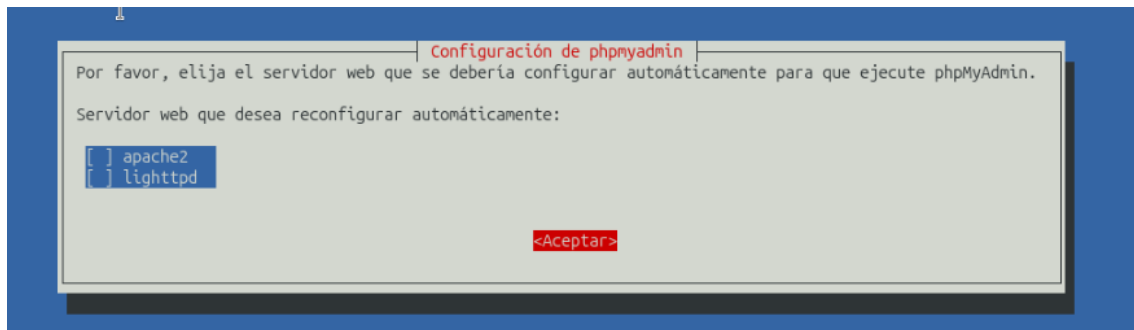 Configuración de phpmyadmin
Por favor, elija el servidor web que se debería configurar automáticamente para que ejecute phpMyAdmin.
Servidor web que desea reconfigurar automáticamente:
[ ] apache2
[ ] lighttpd
<Aceptar>